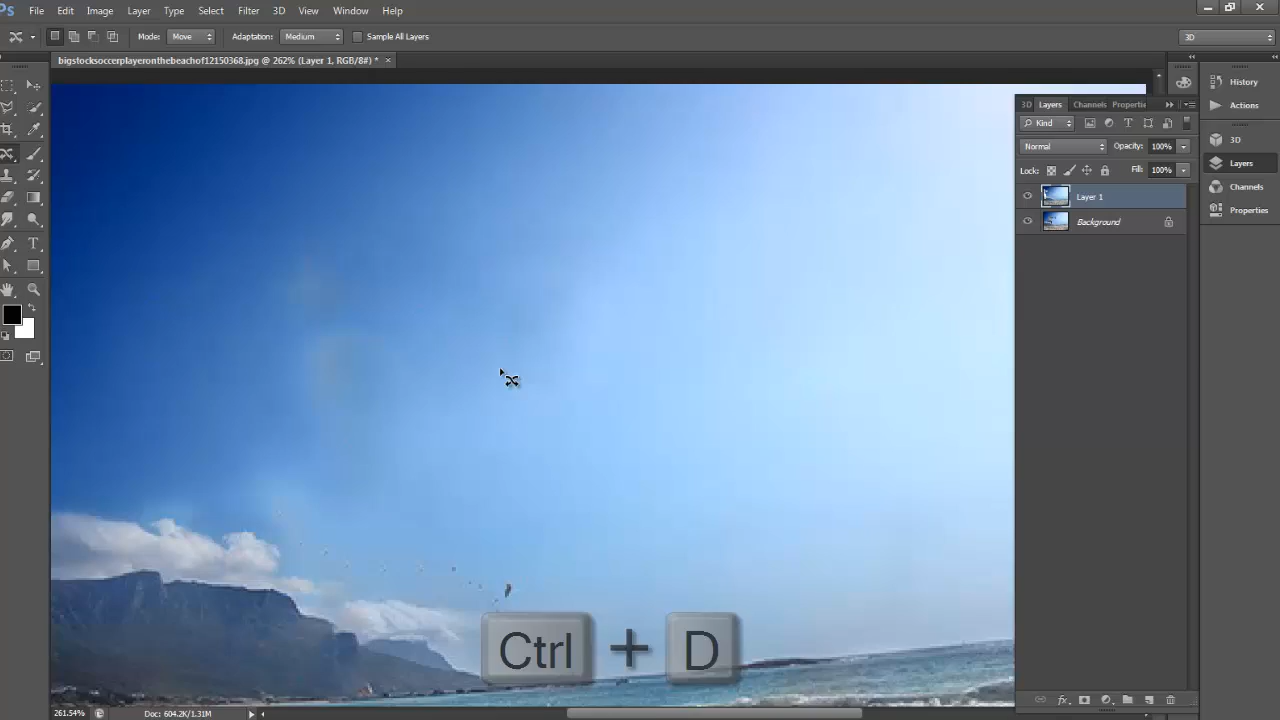 Ps File Edit Image Layer Type Select Filter 3D View Window Help
Mode: Move Adaptation: Medium Sample All Layers 3D
bigstocksoccerplayeronthebeachof12150368.jpg @ 262% (Layer 1, RGB/8#) * ×
3D Layers Channels Properti
Kind
Normal Opacity: 100%
Lock: Fill: 100%
Layer 1
Background
History
Actions
3D
Layers
Channels
Properties
Ctrl + D
261.54% Doc: 604.2K/1.31M